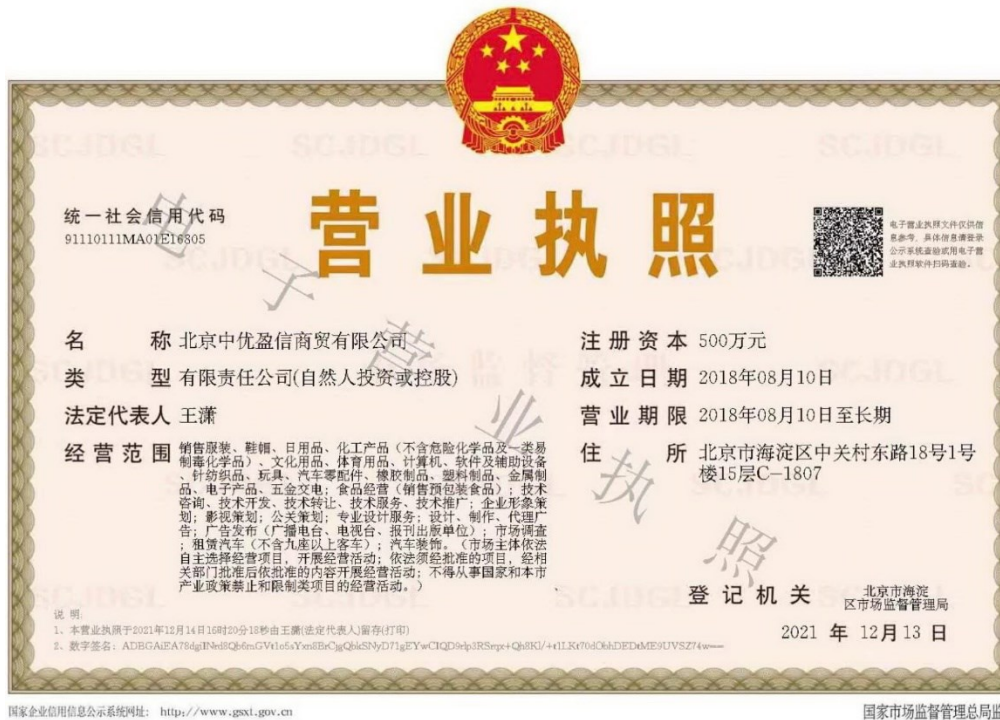 统一社会信用代码
91110111MA01E16805
营业执照
电子营业执照文件仅供信
息参考，具体信息请登录
公示系统查验或用电子营
业执照软件扫码查验。
名称 北京中优盈信商贸有限公司
类型 有限责任公司(自然人投资或控股)
法定代表人 王潇
经营范围 销售服装、鞋帽、日用品、化工产品（不含危险化学品及一类易
制毒化学品）、文化用品、体育用品、计算机、软件及辅助设备
、针纺织品、玩具、汽车零配件、橡胶制品、塑料制品、金属制
品、电子产品、五金交电；食品经营（销售预包装食品）；技术
咨询、技术开发、技术转让、技术服务、技术推广；企业形象策
划；影视策划；公关策划；专业设计服务；设计、制作、代理广
告；广告发布（广播电台、电视台、报刊出版单位）；市场调查
；租赁汽车（不含九座以上客车）；汽车装饰。（市场主体依法
自主选择经营项目，开展经营活动；依法须经批准的项目，经相
关部门批准后依批准的内容开展经营活动；不得从事国家和本市
产业政策禁止和限制类项目的经营活动。）
注册资本 500万元
成立日期 2018年08月10日
营业期限 2018年08月10日至长期
住所 北京市海淀区中关村东路18号1号
楼15层C-1807
登记机关 北京市海淀
区市场监督管理局
2021 年 12月13 日
说明:
1、本营业执照于2021年12月14日16时20分18秒由王潇(法定代表人)留存(打印)
2、数字签名:
国家企业信用信息公示系统网址: http://www.gsxt.gov.cn
国家市场监督管理总局监
电子营业执照
SCJDGL